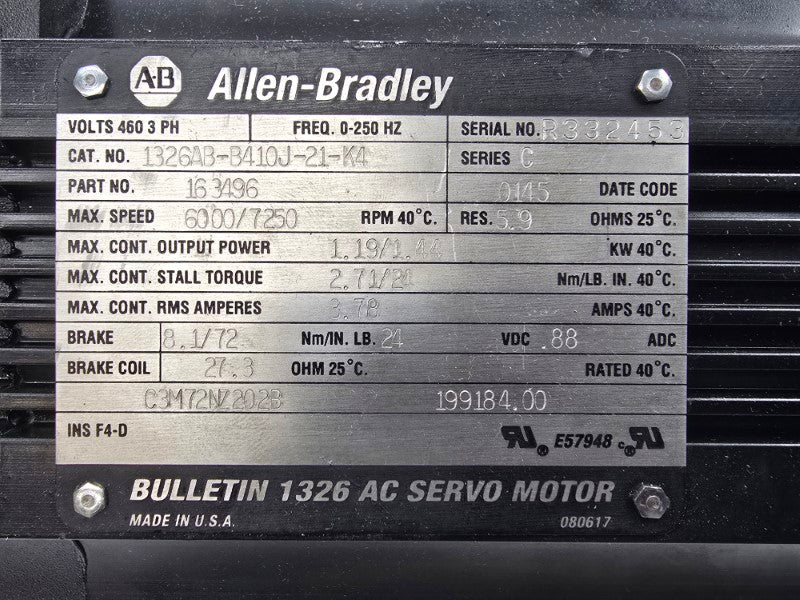 A-B Allen-Bradley
VOLTS 460 3 PH FREQ. 0-250 HZ SERIAL NO. R332453
CAT. NO. 1326AB-B410J-21-K4 SERIES C
PART NO. 163496 0145 DATE CODE
MAX. SPEED 6000/7250 RPM 40°C. RES. 5.9 OHMS 25°C.
MAX. CONT. OUTPUT POWER 1.19/1.44 KW 40°C.
MAX. CONT. STALL TORQUE 2.71/24 Nm/LB. IN. 40°C.
MAX. CONT. RMS AMPERES 3.78 AMPS 40°C.
BRAKE 8.1/72 Nm/IN. LB. 24 VDC .88 ADC
BRAKE COIL 27.3 OHM 25°C. RATED 40°C.
199184.00
INS F4-D E57948
BULLETIN 1326 AC SERVO MOTOR
MADE IN U.S.A. 080617